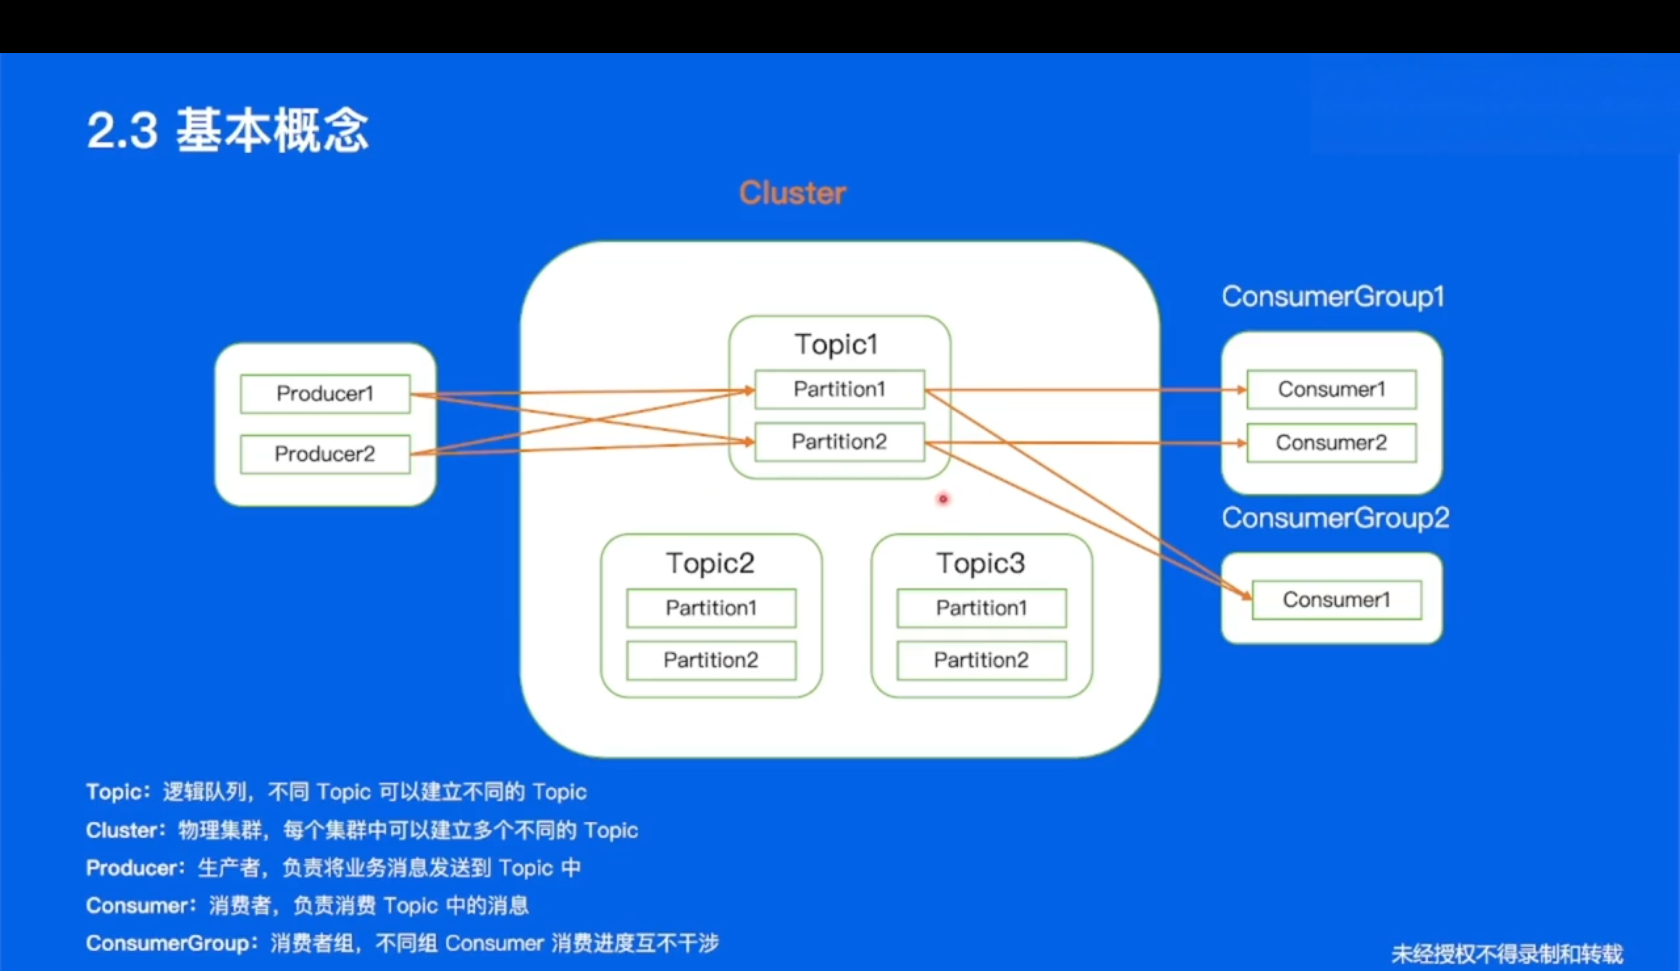 2.3 基本概念
Cluster
ConsumerGroup1
Topic1
Producer1
Partition1
Consumer1
Producer2
Partition2
Consumer2
ConsumerGroup2
Topic2
Topic3
Partition1
Partition1
Consumer1
Partition2
Partition2
Topic：逻辑队列，不同 Topic 可以建立不同的 Topic
Cluster：物理集群，每个集群中可以建立多个不同的 Topic
Producer：生产者，负责将业务消息发送到 Topic 中
Consumer：消费者，负责消费 Topic 中的消息
ConsumerGroup：消费者组，不同组 Consumer 消费进度互不干涉
未经授权不得录制和转载